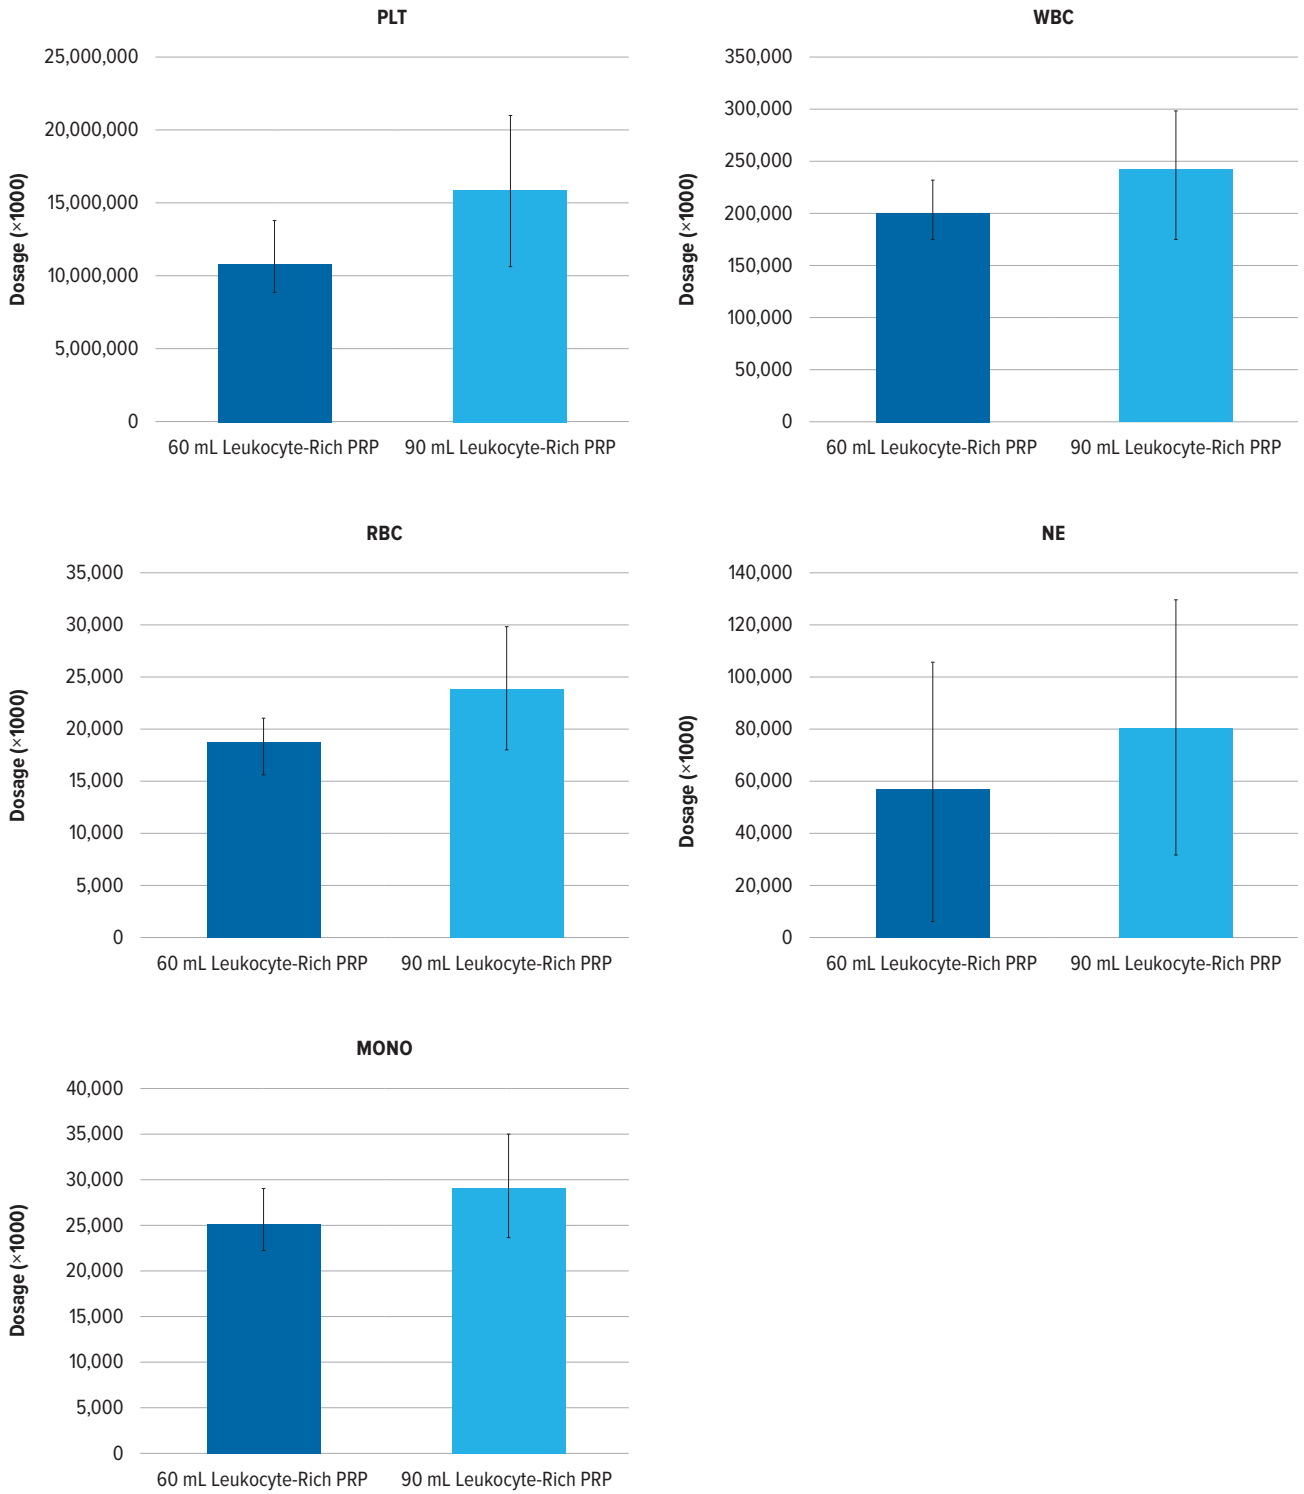 PLT
25,000,000
20,000,000
15,000,000
10,000,000
5,000,000
0
Dosage (×1000)
60 mL Leukocyte-Rich PRP
90 mL Leukocyte-Rich PRP
WBC
350,000
300,000
250,000
200,000
150,000
100,000
50,000
0
Dosage (×1000)
60 mL Leukocyte-Rich PRP
90 mL Leukocyte-Rich PRP
RBC
35,000
30,000
25,000
20,000
15,000
10,000
5,000
0
Dosage (×1000)
60 mL Leukocyte-Rich PRP
90 mL Leukocyte-Rich PRP
NE
140,000
120,000
100,000
80,000
60,000
40,000
20,000
0
Dosage (×1000)
60 mL Leukocyte-Rich PRP
90 mL Leukocyte-Rich PRP
MONO
40,000
35,000
30,000
25,000
20,000
15,000
10,000
5,000
0
Dosage (×1000)
60 mL Leukocyte-Rich PRP
90 mL Leukocyte-Rich PRP